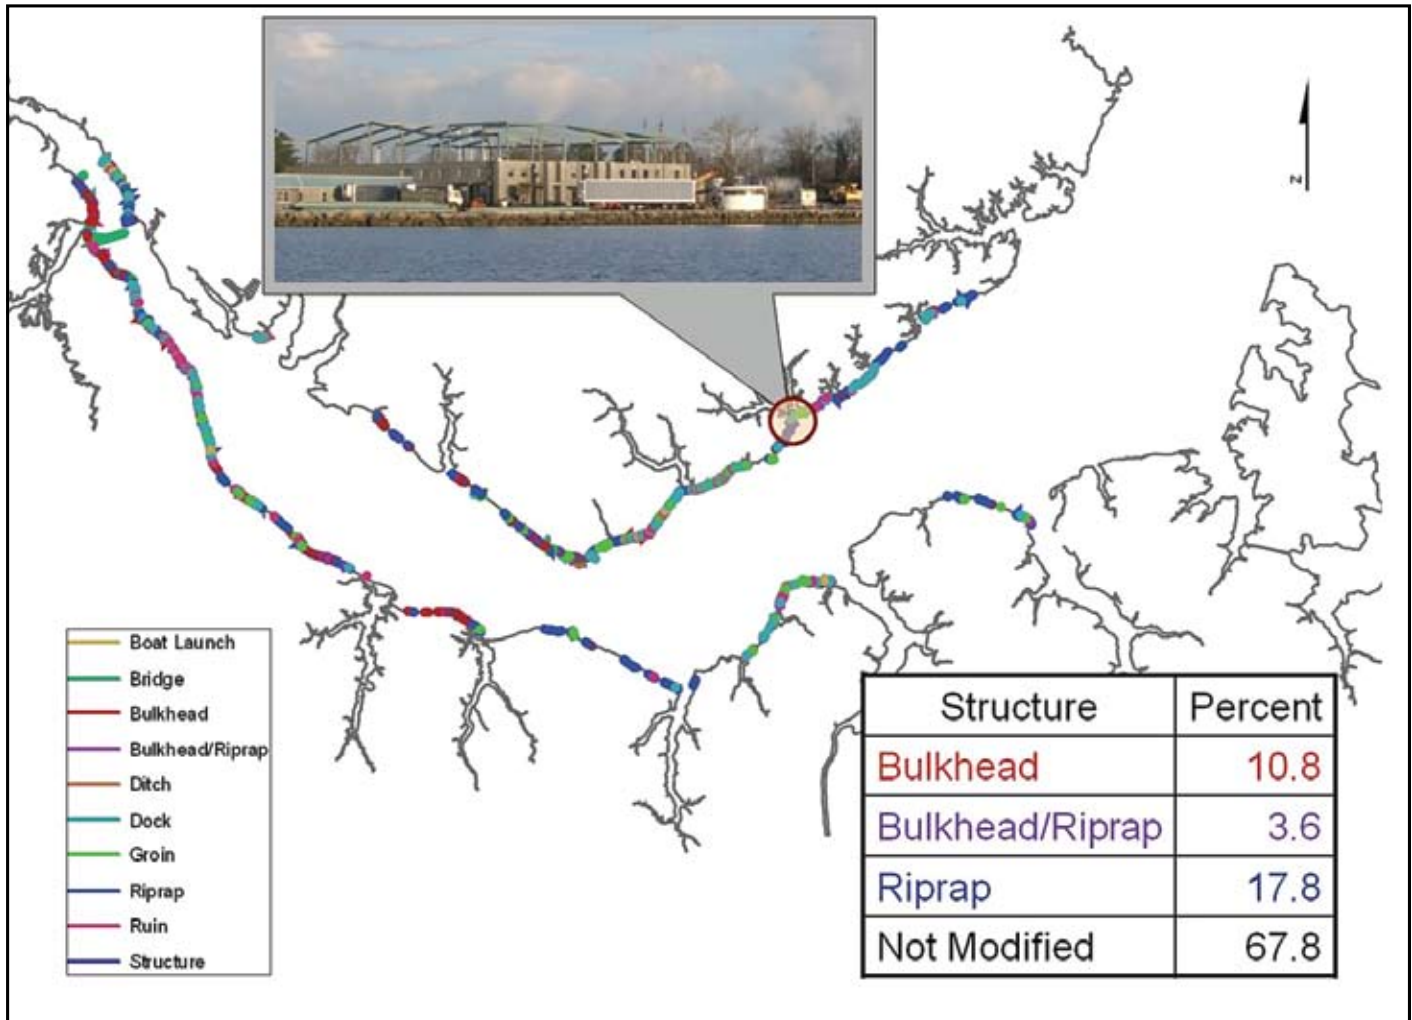 N
Boat Launch
Bridge
Bulkhead
Bulkhead/Riprap
Ditch
Dock
Groin
Riprap
Ruin
Structure
Structure Percent
Bulkhead 10.8
Bulkhead/Riprap 3.6
Riprap 17.8
Not Modified 67.8